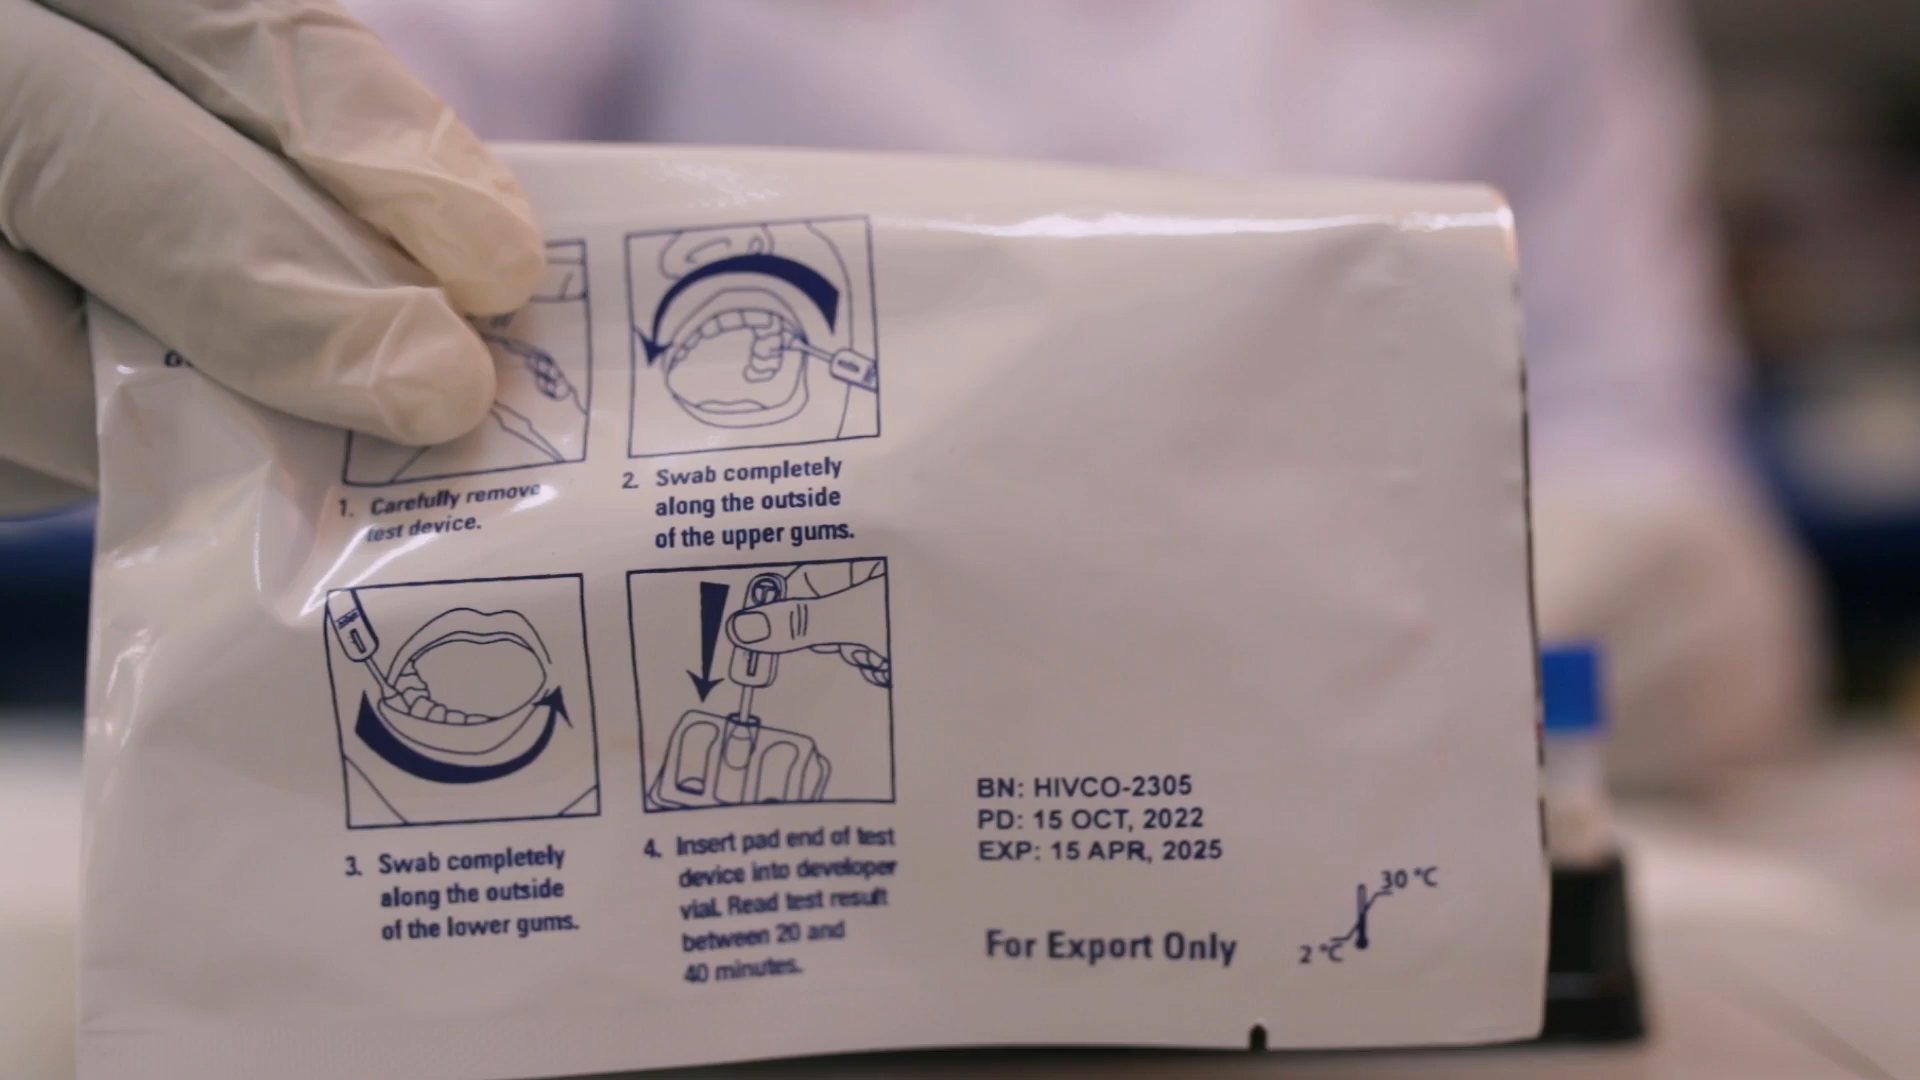 1. Carefully remove
test device.
2. Swab completely
along the outside
of the upper gums.
3. Swab completely
along the outside
of the lower gums.
4. Insert pad end of test
device into developer
vial. Read test result
between 20 and
40 minutes.
BN: HIVCO-2305
PD: 15 OCT, 2022
EXP: 15 APR, 2025
For Export Only
30 °C
2 °C